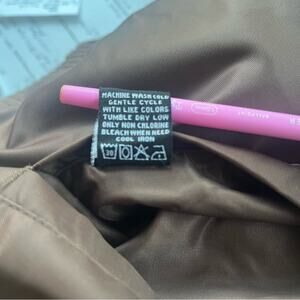 MACHINE WASH COLD
GENTLE CYCLE
WITH LIKE COLORS
TUMBLE DRY LOW
ONLY NON CHLORINE
BLEACH WHEN NEED
COOL IRON
30